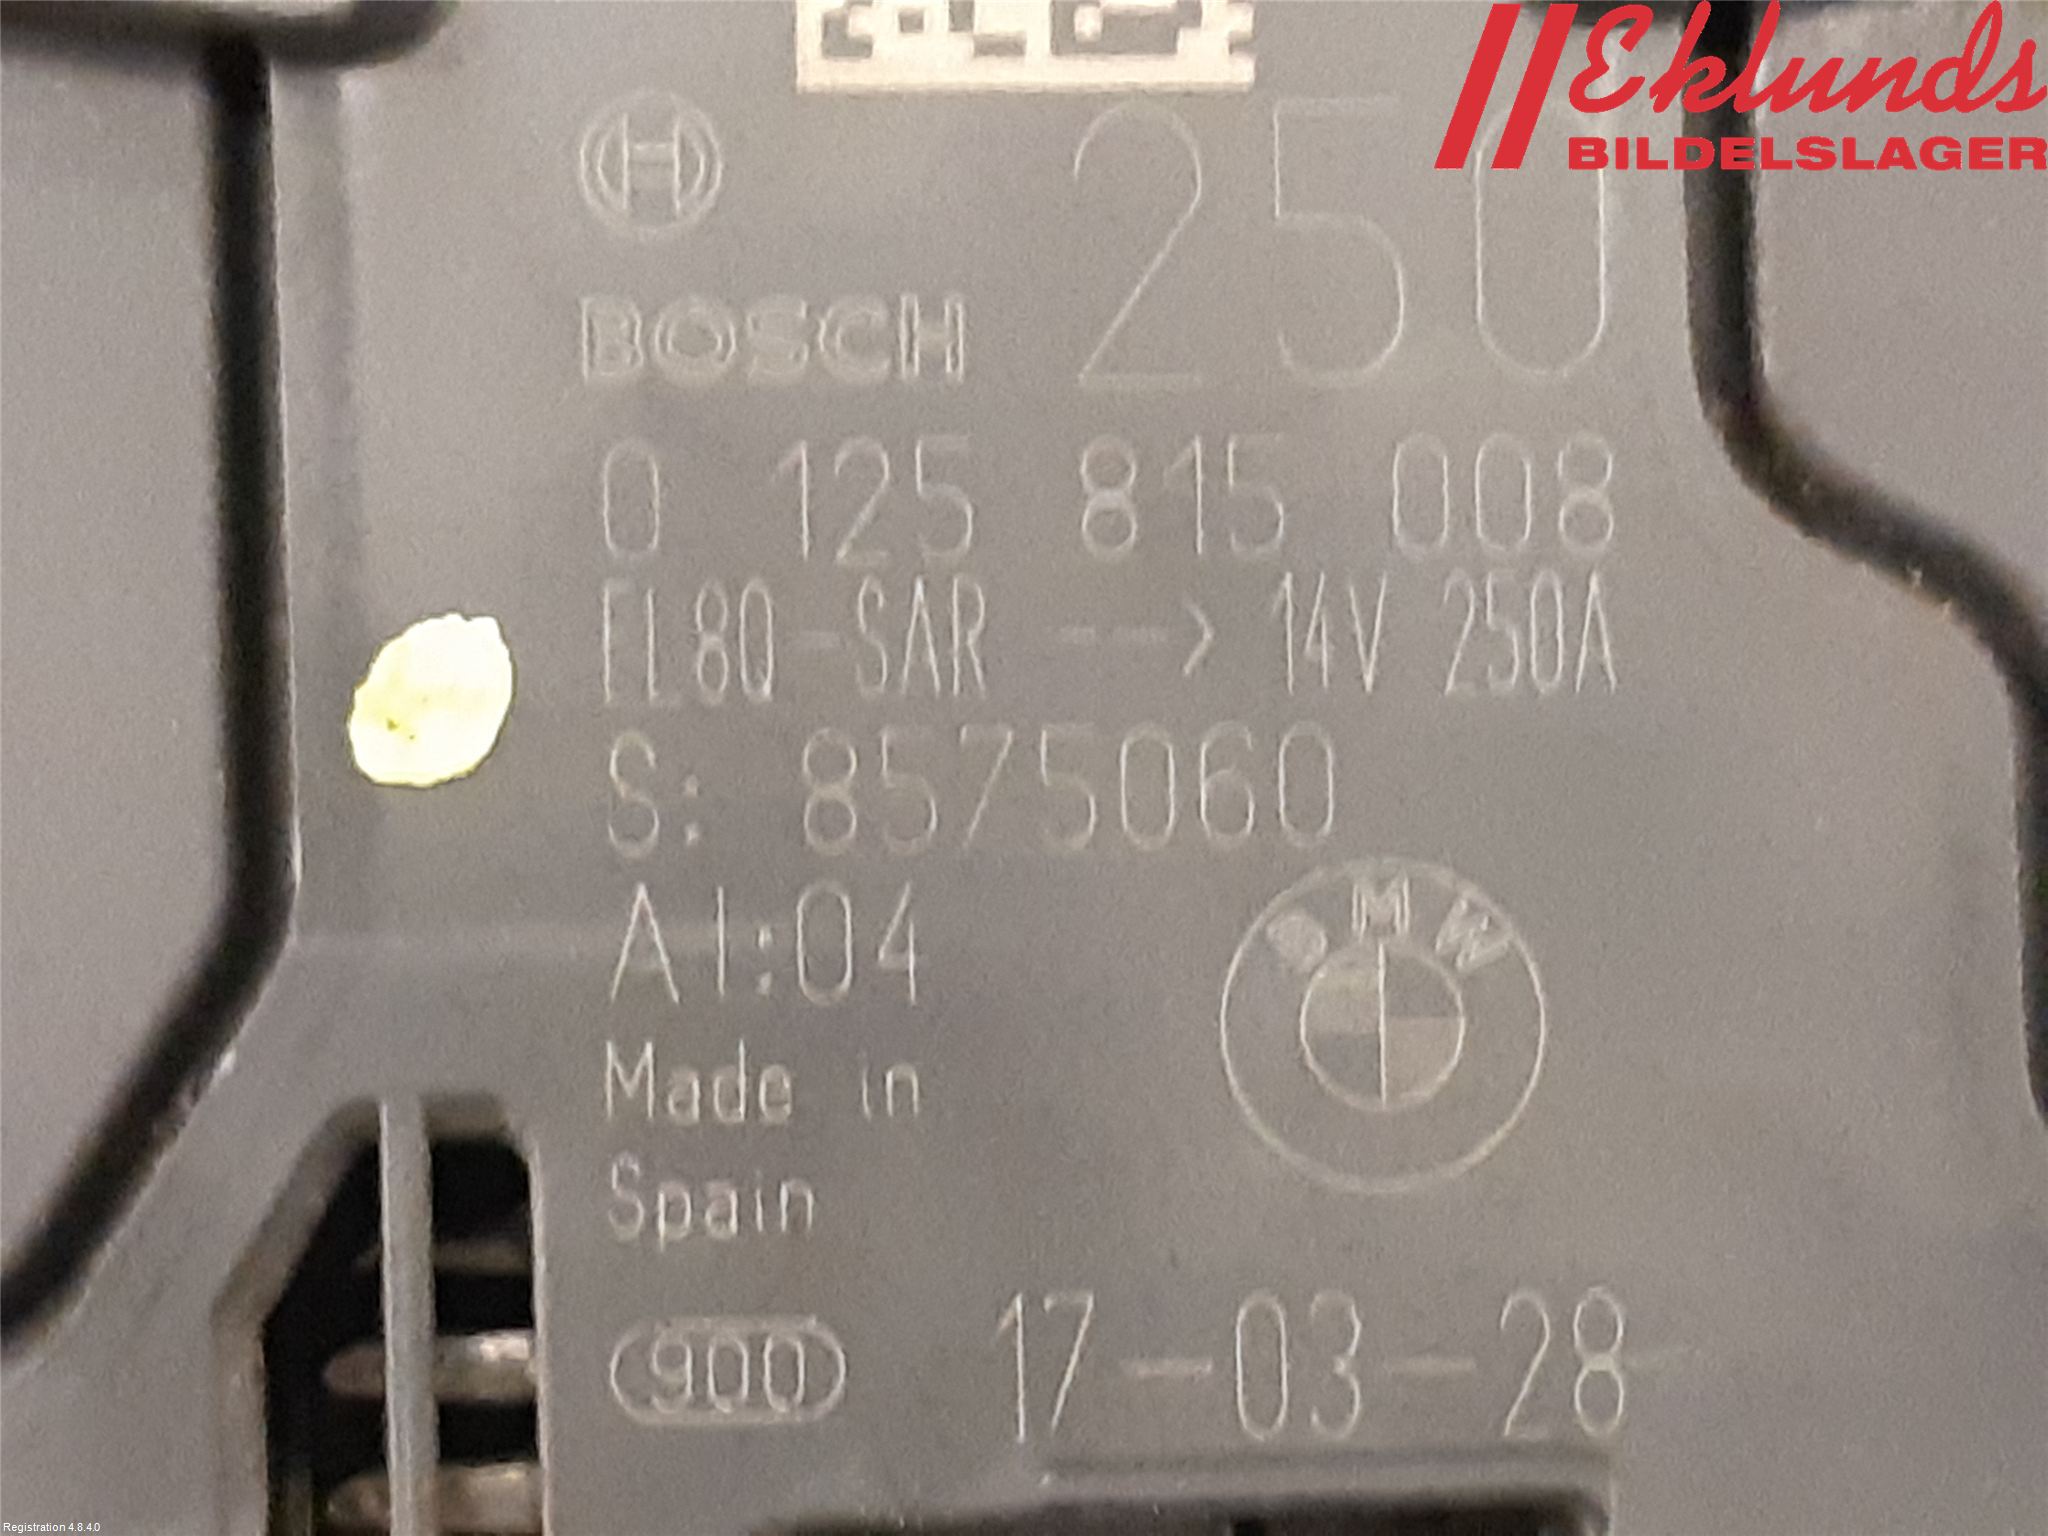 Eklunds
BILDELSLAGER
BOSCH 250
0 125 815 008
EL8Q-SAR --> 14V 250A
S: 8575060
AI:04
BMW
Made in
Spain
900 17-03-28
Registration 4.8.4.0